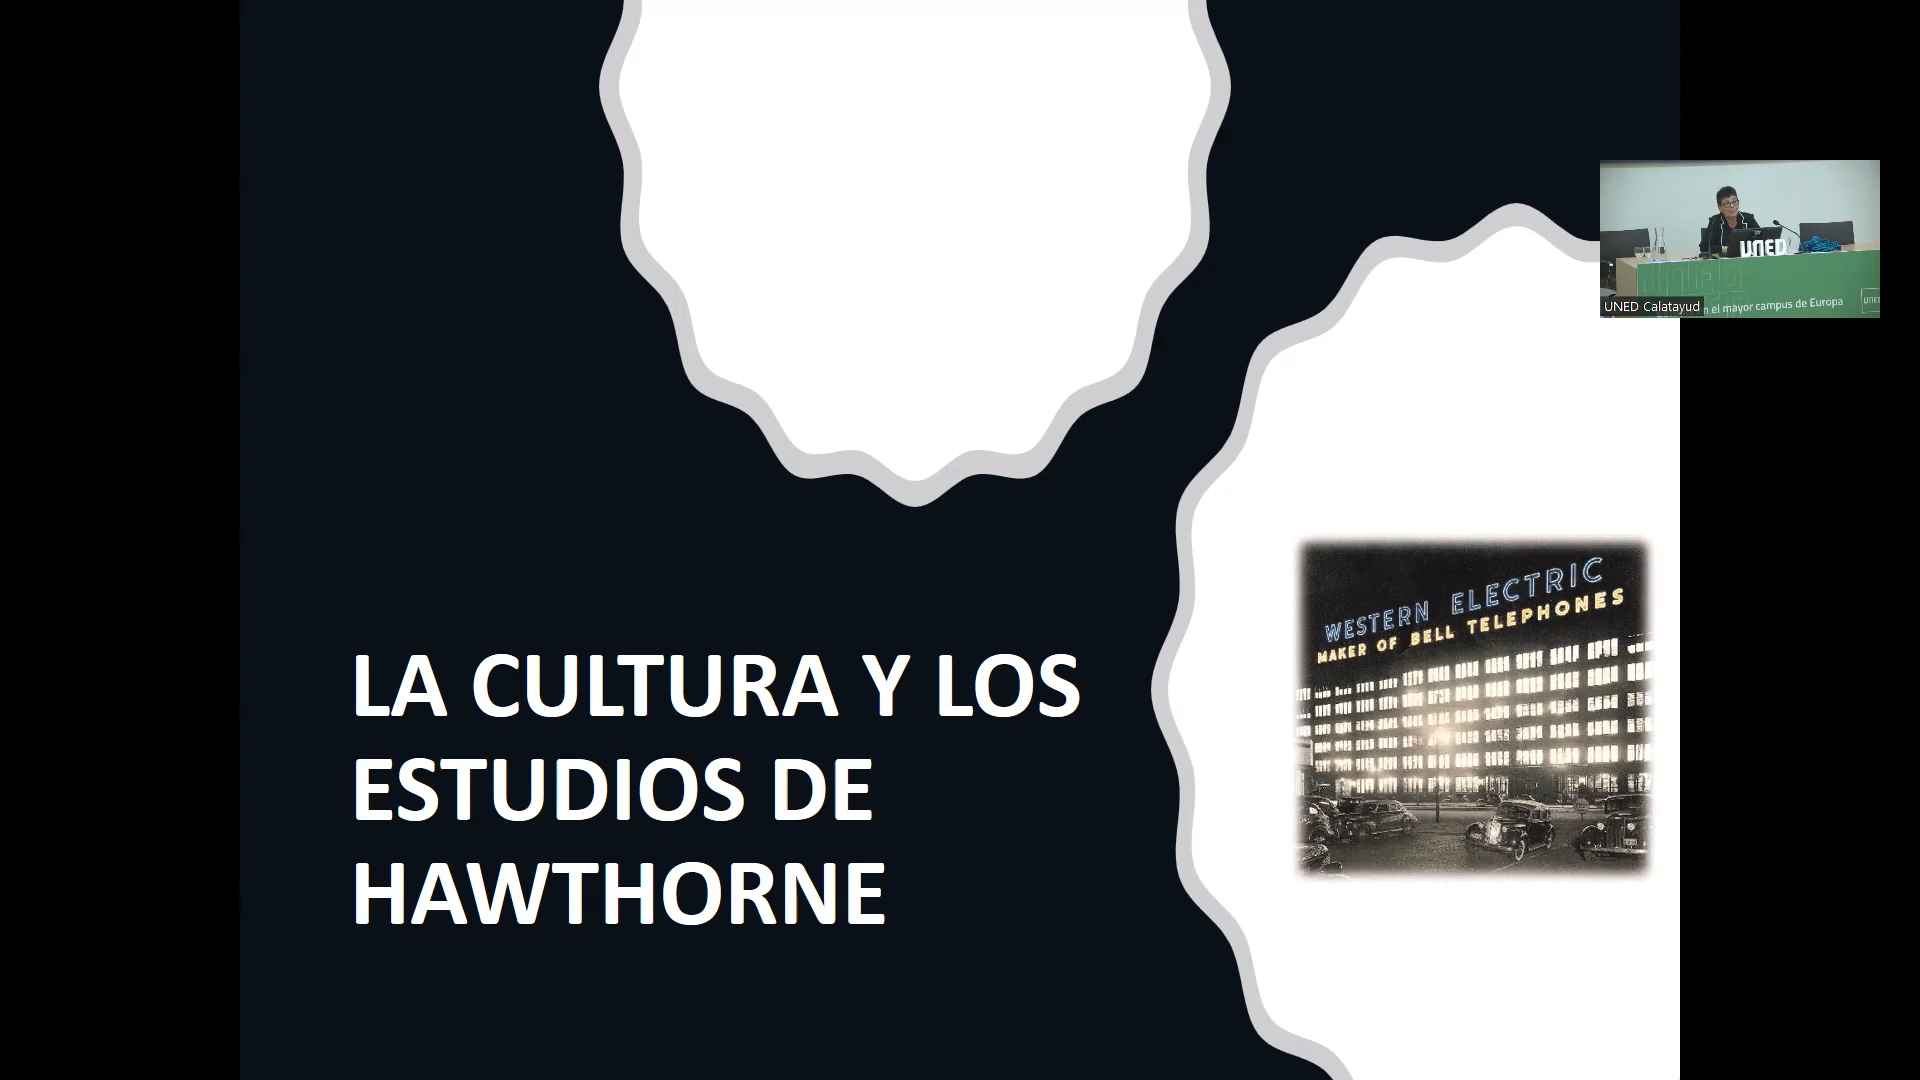 LA CULTURA Y LOS
ESTUDIOS DE
HAWTHORNE
WESTERN ELECTRIC
MAKER OF BELL TELEPHONES
UNED
UNED Calatayud
n el mayor campus de Europa